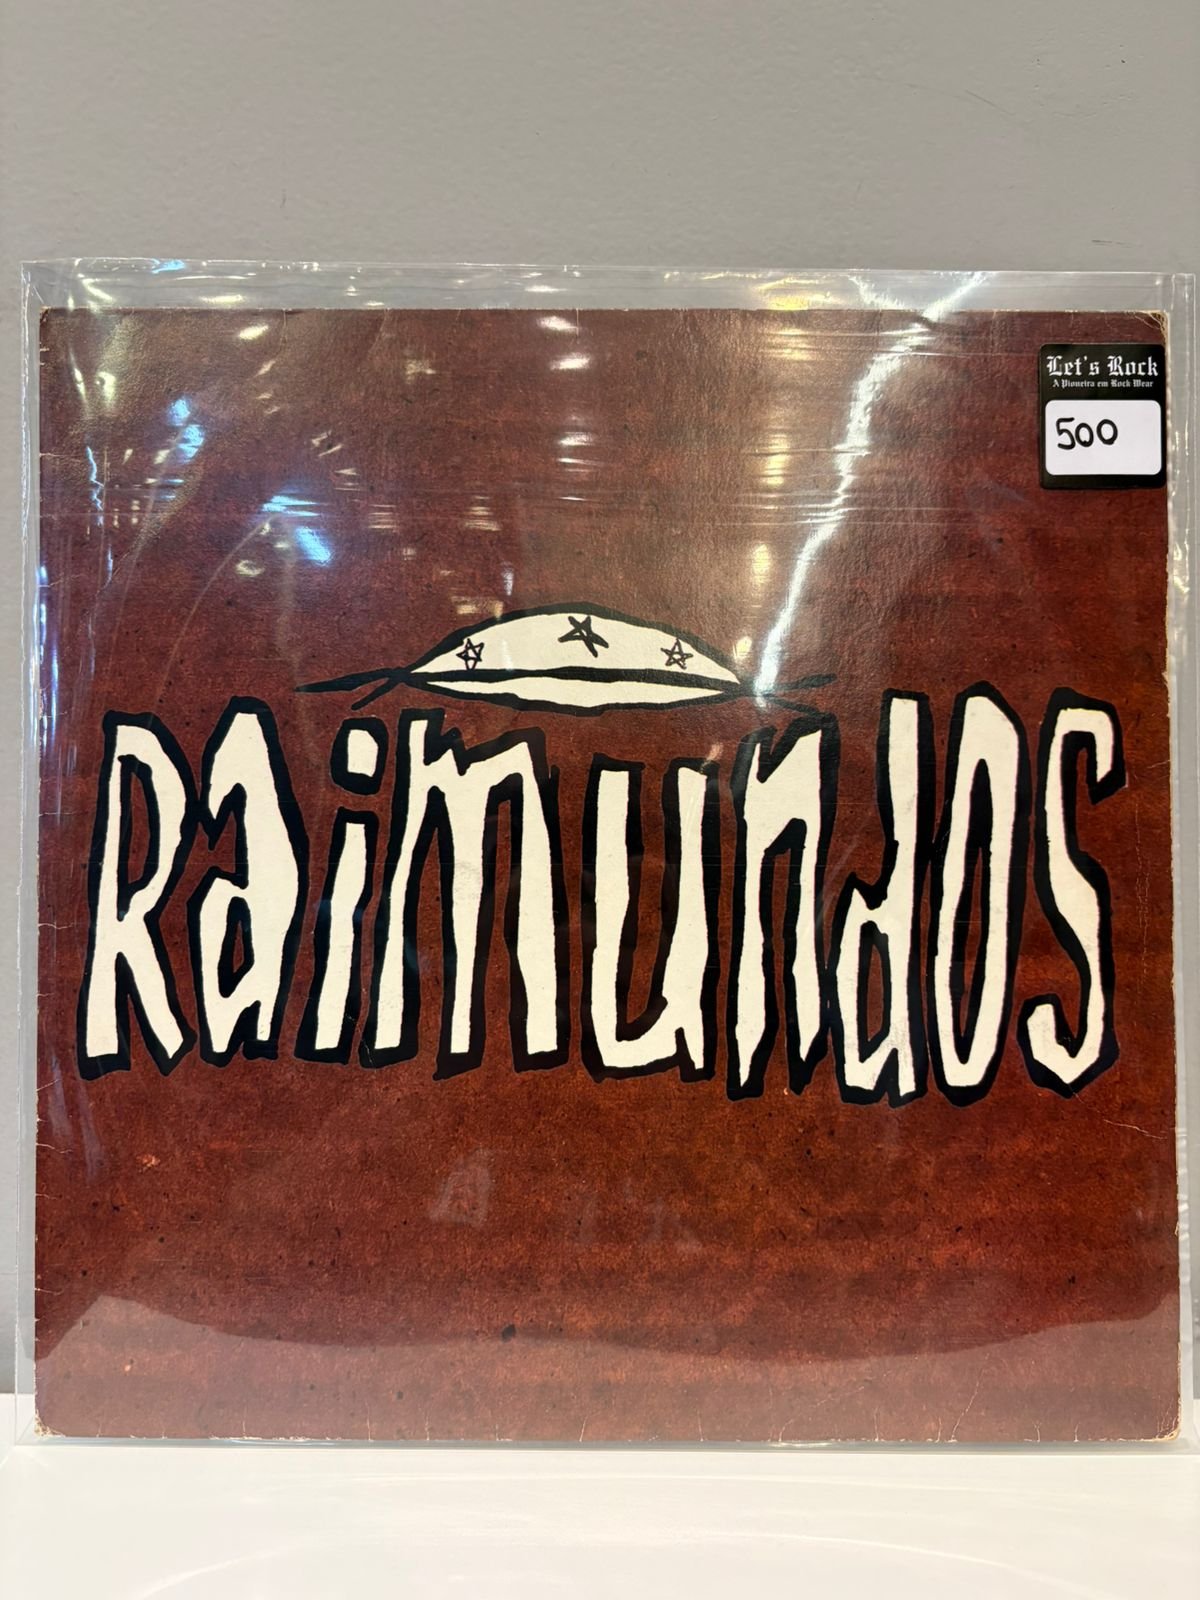 Let's Rock
A Pioneira em Rock Wear
500
Raimundos